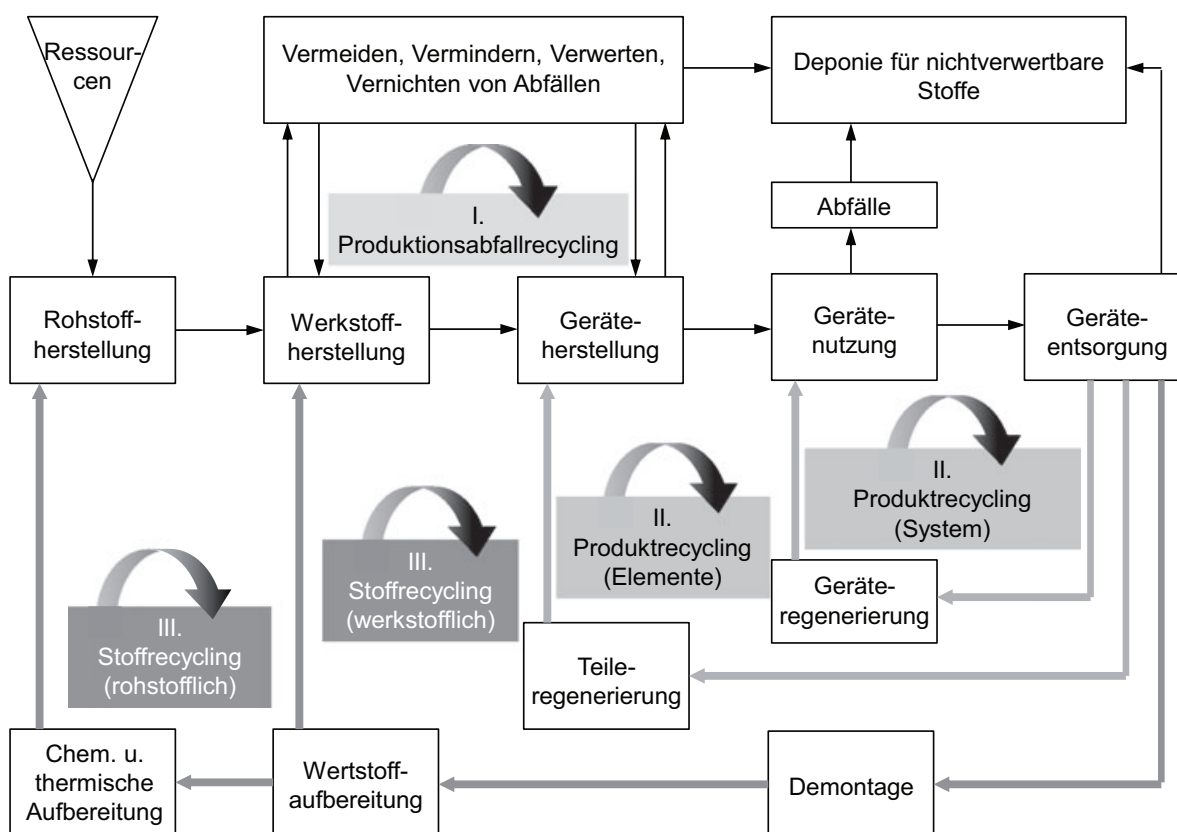 Ressour-
cen
Vermeiden, Vermindern, Verwerten,
Vernichten von Abfällen
Deponie für nichtverwertbare
Stoffe
Abfälle
I.
Produktionsabfallrecycling
Rohstoff-
herstellung
Werkstoff-
herstellung
Geräte-
herstellung
Geräte-
nutzung
Geräte-
entsorgung
II.
Produktrecycling
(System)
II.
Produktrecycling
(Elemente)
III.
Stoffrecycling
(werkstofflich)
III.
Stoffrecycling
(rohstofflich)
Geräte-
regenerierung
Teile-
regenerierung
Chem. u.
thermische
Aufbereitung
Wertstoff-
aufbereitung
Demontage